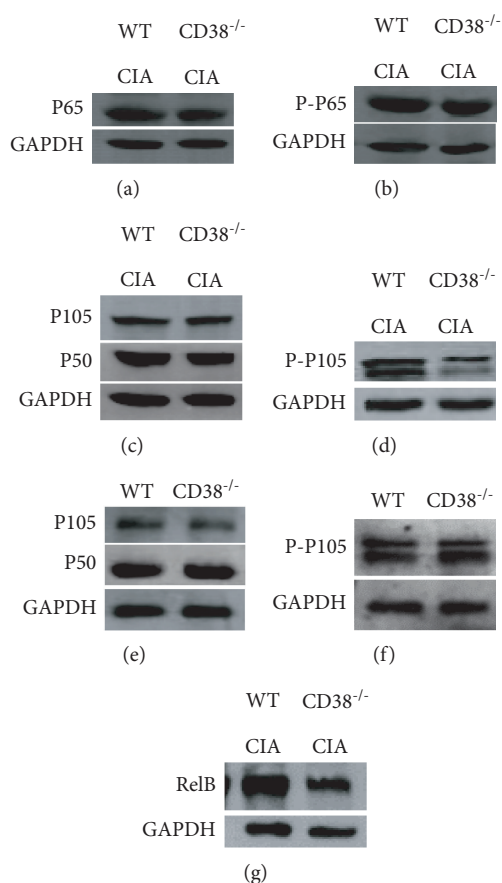 WT CD38-/-
CIA CIA
P65
GAPDH
(a)
WT CD38-/-
CIA CIA
P-P65
GAPDH
(b)
WT CD38-/-
CIA CIA
P105
P50
GAPDH
(c)
WT CD38-/-
CIA CIA
P-P105
GAPDH
(d)
WT CD38-/-
P105
P50
GAPDH
(e)
WT CD38-/-
P-P105
GAPDH
(f)
WT CD38-/-
CIA CIA
RelB
GAPDH
(g)